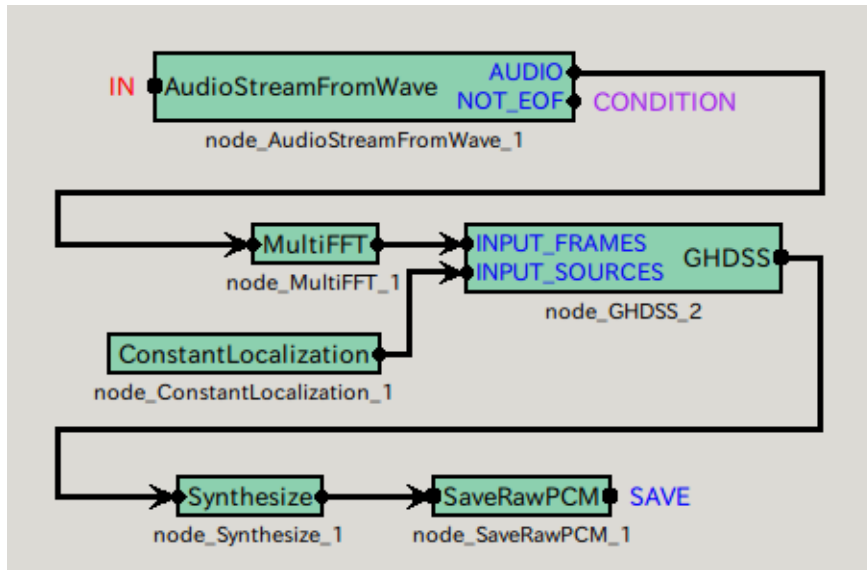 IN AudioStreamFromWave AUDIO
NOT_EOF CONDITION
node_AudioStreamFromWave_1
MultiFFT INPUT_FRAMES GHDSS
INPUT_SOURCES
node_MultiFFT_1
node_GHDSS_2
ConstantLocalization
node_ConstantLocalization_1
Synthesize SaveRawPCM SAVE
node_Synthesize_1 node_SaveRawPCM_1